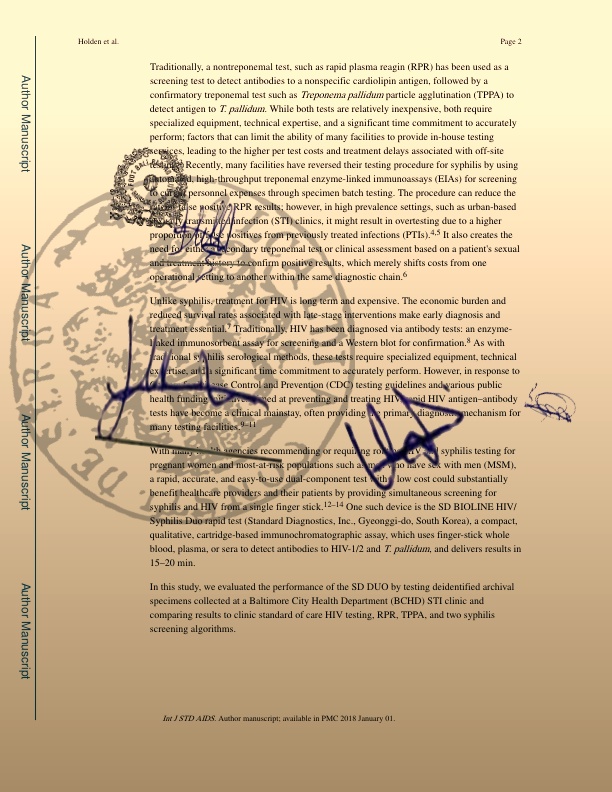 Holden et al.
Page 2
Traditionally, a nontreponemal test, such as rapid plasma reagin (RPR) has been used as a
screening test to detect antibodies to a nonspecific cardiolipin antigen, followed by a
confirmatory treponemal test such as Treponema pallidum particle agglutination (TPPA) to
detect antigen to T. pallidum. While both tests are relatively inexpensive, both require
specialized equipment, technical expertise, and a significant time commitment to accurately
perform; factors that can limit the ability of many facilities to provide in-house testing
services, leading to the higher per test costs and treatment delays associated with off-site
Recently, many facilities have reversed their testing procedure for syphilis by using
automated, high-throughput treponemal enzyme-linked immunoassays (EIAs) for screening
to cut personnel expenses through specimen batch testing. The procedure can reduce the
false positive RPR results; however, in high prevalence settings, such as urban-based
sexually transmitted infection (STI) clinics, it might result in overtesting due to a higher
proportion of false positives from previously treated infections (PTIs).4,5 It also creates the
need for either a secondary treponemal test or clinical assessment based on a patient's sexual
and treatment history to confirm positive results, which merely shifts costs from one
operational setting to another within the same diagnostic chain.6
Unlike syphilis, treatment for HIV is long term and expensive. The economic burden and
reduced survival rates associated with late-stage interventions make early diagnosis and
treatment essential.7 Traditionally, HIV has been diagnosed via antibody tests: an enzyme-
linked immunosorbent assay for screening and a Western blot for confirmation.8 As with
traditional syphilis serological methods, these tests require specialized equipment, technical
expertise, and a significant time commitment to accurately perform. However, in response to
Disease Control and Prevention (CDC) testing guidelines and various public
health funding initiatives aimed at preventing and treating HIV, rapid HIV antigen–antibody
tests have become a clinical mainstay, often providing the primary diagnostic mechanism for
many testing facilities.9–11
With many health agencies recommending or requiring routine HIV and syphilis testing for
pregnant women and most-at-risk populations such as men who have sex with men (MSM),
a rapid, accurate, and easy-to-use dual-component test with a low cost could substantially
benefit healthcare providers and their patients by providing simultaneous screening for
syphilis and HIV from a single finger stick.12–14 One such device is the SD BIOLINE HIV/
Syphilis Duo rapid test (Standard Diagnostics, Inc., Gyeonggi-do, South Korea), a compact,
qualitative, cartridge-based immunochromatographic assay, which uses finger-stick whole
blood, plasma, or sera to detect antibodies to HIV-1/2 and T. pallidum, and delivers results in
15–20 min.
In this study, we evaluated the performance of the SD DUO by testing deidentified archival
specimens collected at a Baltimore City Health Department (BCHD) STI clinic and
comparing results to clinic standard of care HIV testing, RPR, TPPA, and two syphilis
screening algorithms.
Int J STD AIDS. Author manuscript; available in PMC 2018 January 01.
Author Manuscript
Author Manuscript
Author Manuscript
Author Manuscript